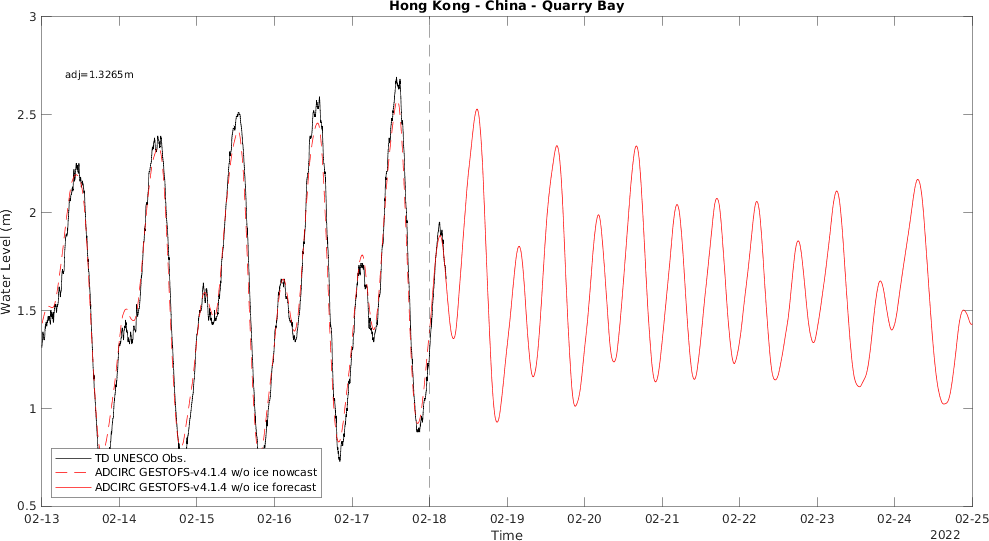 Hong Kong - China - Quarry Bay
3
adj=1.3265m
2.5
2
Water Level (m)
1.5
1
TD UNESCO Obs.
ADCIRC GESTOFS-v4.1.4 w/o ice nowcast
ADCIRC GESTOFS-v4.1.4 w/o ice forecast
0.5
02-13 02-14 02-15 02-16 02-17 02-18 02-19 02-20 02-21 02-22 02-23 02-24 02-25
Time
2022